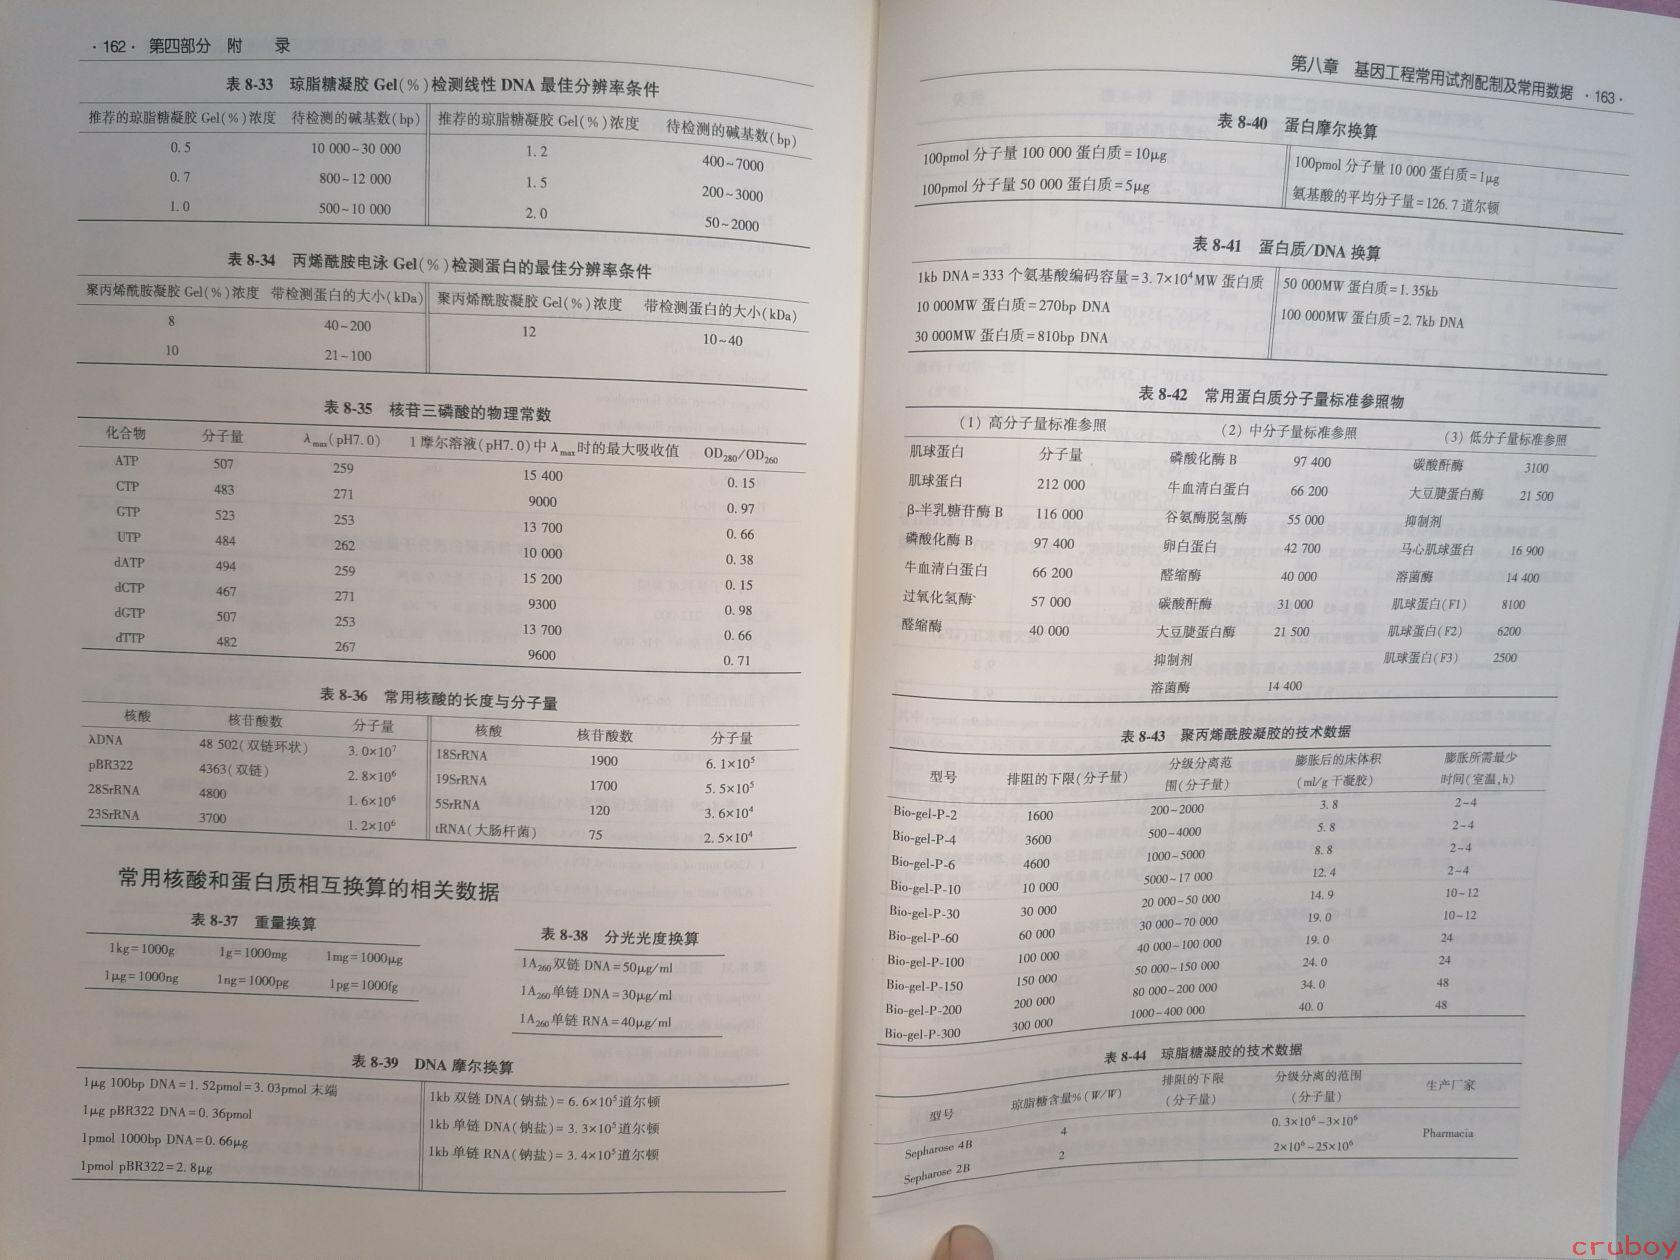 ·162· 第四部分 附 录
表 8-33 琼脂糖凝胶 Gel(%)检测线性 DNA 最佳分辨率条件
推荐的琼脂糖凝胶 Gel(%)浓度 待检测的碱基数(bp) 推荐的琼脂糖凝胶 Gel(%)浓度 待检测的碱基数(bp)
0.5 10 000~30 000 1.2 400~7000
0.7 800~12 000 1.5 200~3000
1.0 500~10 000 2.0 50~2000
表 8-34 丙烯酰胺电泳 Gel(%)检测蛋白的最佳分辨率条件
聚丙烯酰胺凝胶 Gel(%)浓度 带检测蛋白的大小(kDa) 聚丙烯酰胺凝胶 Gel(%)浓度 带检测蛋白的大小(kDa)
8 40~200 12 10~40
10 21~100
表 8-35 核苷三磷酸的物理常数
化合物 分子量 λmax(pH7.0) 1 摩尔溶液(pH7.0)中 λmax 时的最大吸收值 OD280/OD260
ATP 507 259 15 400 0.15
CTP 483 271 9000 0.97
GTP 523 253 13 700 0.66
UTP 484 262 10 000 0.38
dATP 494 259 15 200 0.15
dCTP 467 271 9300 0.98
dGTP 507 253 13 700 0.66
dTTP 482 267 9600 0.71
表 8-36 常用核酸的长度与分子量
核酸 核苷酸数 分子量 核酸 核苷酸数 分子量
λDNA 48 502(双链环状) 3.0×10⁷ 18SrRNA 1900 6.1×10⁵
pBR322 4363(双链) 2.8×10⁶ 19SrRNA 1700 5.5×10⁵
28SrRNA 4800 1.6×10⁶ 5SrRNA 120 3.6×10⁴
23SrRNA 3700 1.2×10⁶ tRNA(大肠杆菌) 75 2.5×10⁴
常用核酸和蛋白质相互换算的相关数据
表 8-37 重量换算
1kg=1000g 1g=1000mg 1mg=1000μg
1μg=1000ng 1ng=1000pg 1pg=1000fg
表 8-38 分光光度换算
1A260双链 DNA=50μg/ml
1A260单链 DNA=30μg/ml
1A260单链 RNA=40μg/ml
表 8-39 DNA 摩尔换算
1μg 100bp DNA=1.52pmol=3.03pmol 末端 1kb 双链 DNA(钠盐)=6.6×10⁵道尔顿
1μg pBR322 DNA=0.36pmol 1kb 单链 DNA(钠盐)=3.3×10⁵道尔顿
1pmol 1000bp DNA=0.66μg 1kb 单链 RNA(钠盐)=3.4×10⁵道尔顿
1pmol pBR322=2.8μg
第八章 基因工程常用试剂配制及常用数据 ·163·
表 8-40 蛋白摩尔换算
100pmol 分子量 100 000 蛋白质=10μg 100pmol 分子量 10 000 蛋白质=1μg
100pmol 分子量 50 000 蛋白质=5μg 氨基酸的平均分子量=126.7 道尔顿
表 8-41 蛋白质/DNA 换算
1kb DNA=333 个氨基酸编码容量=3.7×10⁴MW 蛋白质 50 000MW 蛋白质=1.35kb
10 000MW 蛋白质=270bp DNA 100 000MW 蛋白质=2.7kb DNA
30 000MW 蛋白质=810bp DNA
表 8-42 常用蛋白质分子量标准参照物
(1) 高分子量标准参照 (2) 中分子量标准参照 (3) 低分子量标准参照
肌球蛋白 分子量 磷酸化酶 B 97 400 碳酸酐酶 3100
肌球蛋白 212 000 牛血清白蛋白 66 200 大豆腱蛋白酶 21 500
β-半乳糖苷酶 B 116 000 谷氨酶脱氢酶 55 000 抑制剂
磷酸化酶 B 97 400 卵白蛋白 42 700 马心肌球蛋白 16 900
牛血清白蛋白 66 200 醛缩酶 40 000 溶菌酶 14 400
过氧化氢酶 57 000 碳酸酐酶 31 000 肌球蛋白(F1) 8100
醛缩酶 40 000 大豆腱蛋白酶 21 500 肌球蛋白(F2) 6200
抑制剂 肌球蛋白(F3) 2500
溶菌酶 14 400
表 8-43 聚丙烯酰胺凝胶的技术数据
型号 排阻的下限(分子量) 分级分离范围(分子量) 膨胀后的床体积(ml/g 干凝胶) 膨胀所需最少时间(室温,h)
Bio-gel-P-2 1600 200~2000 3.8 2~4
Bio-gel-P-4 3600 500~4000 5.8 2~4
Bio-gel-P-6 4600 1000~5000 8.8 2~4
Bio-gel-P-10 10 000 5000~17 000 12.4 2~4
Bio-gel-P-30 30 000 20 000~50 000 14.9 10~12
Bio-gel-P-60 60 000 30 000~70 000 19.0 10~12
Bio-gel-P-100 100 000 40 000~100 000 19.0 24
Bio-gel-P-150 150 000 50 000~150 000 24.0 24
Bio-gel-P-200 200 000 80 000~200 000 34.0 48
Bio-gel-P-300 300 000 1000~400 000 40.0 48
表 8-44 琼脂糖凝胶的技术数据
型号 琼脂糖含量%(W/W) 排阻的下限(分子量) 分级分离的范围(分子量) 生产厂家
Sepharose 4B 4 0.3×10⁶~3×10⁶ Pharmacia
Sepharose 2B 2 2×10⁶~25×10⁶
cruboy